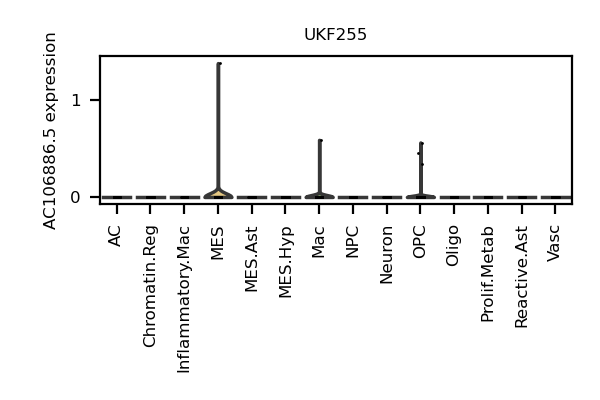 UKF255
AC106886.5 expression
1
0
AC
Chromatin.Reg
Inflammatory.Mac
MES
MES.Ast
MES.Hyp
Mac
NPC
Neuron
OPC
Oligo
Prolif.Metab
Reactive.Ast
Vasc